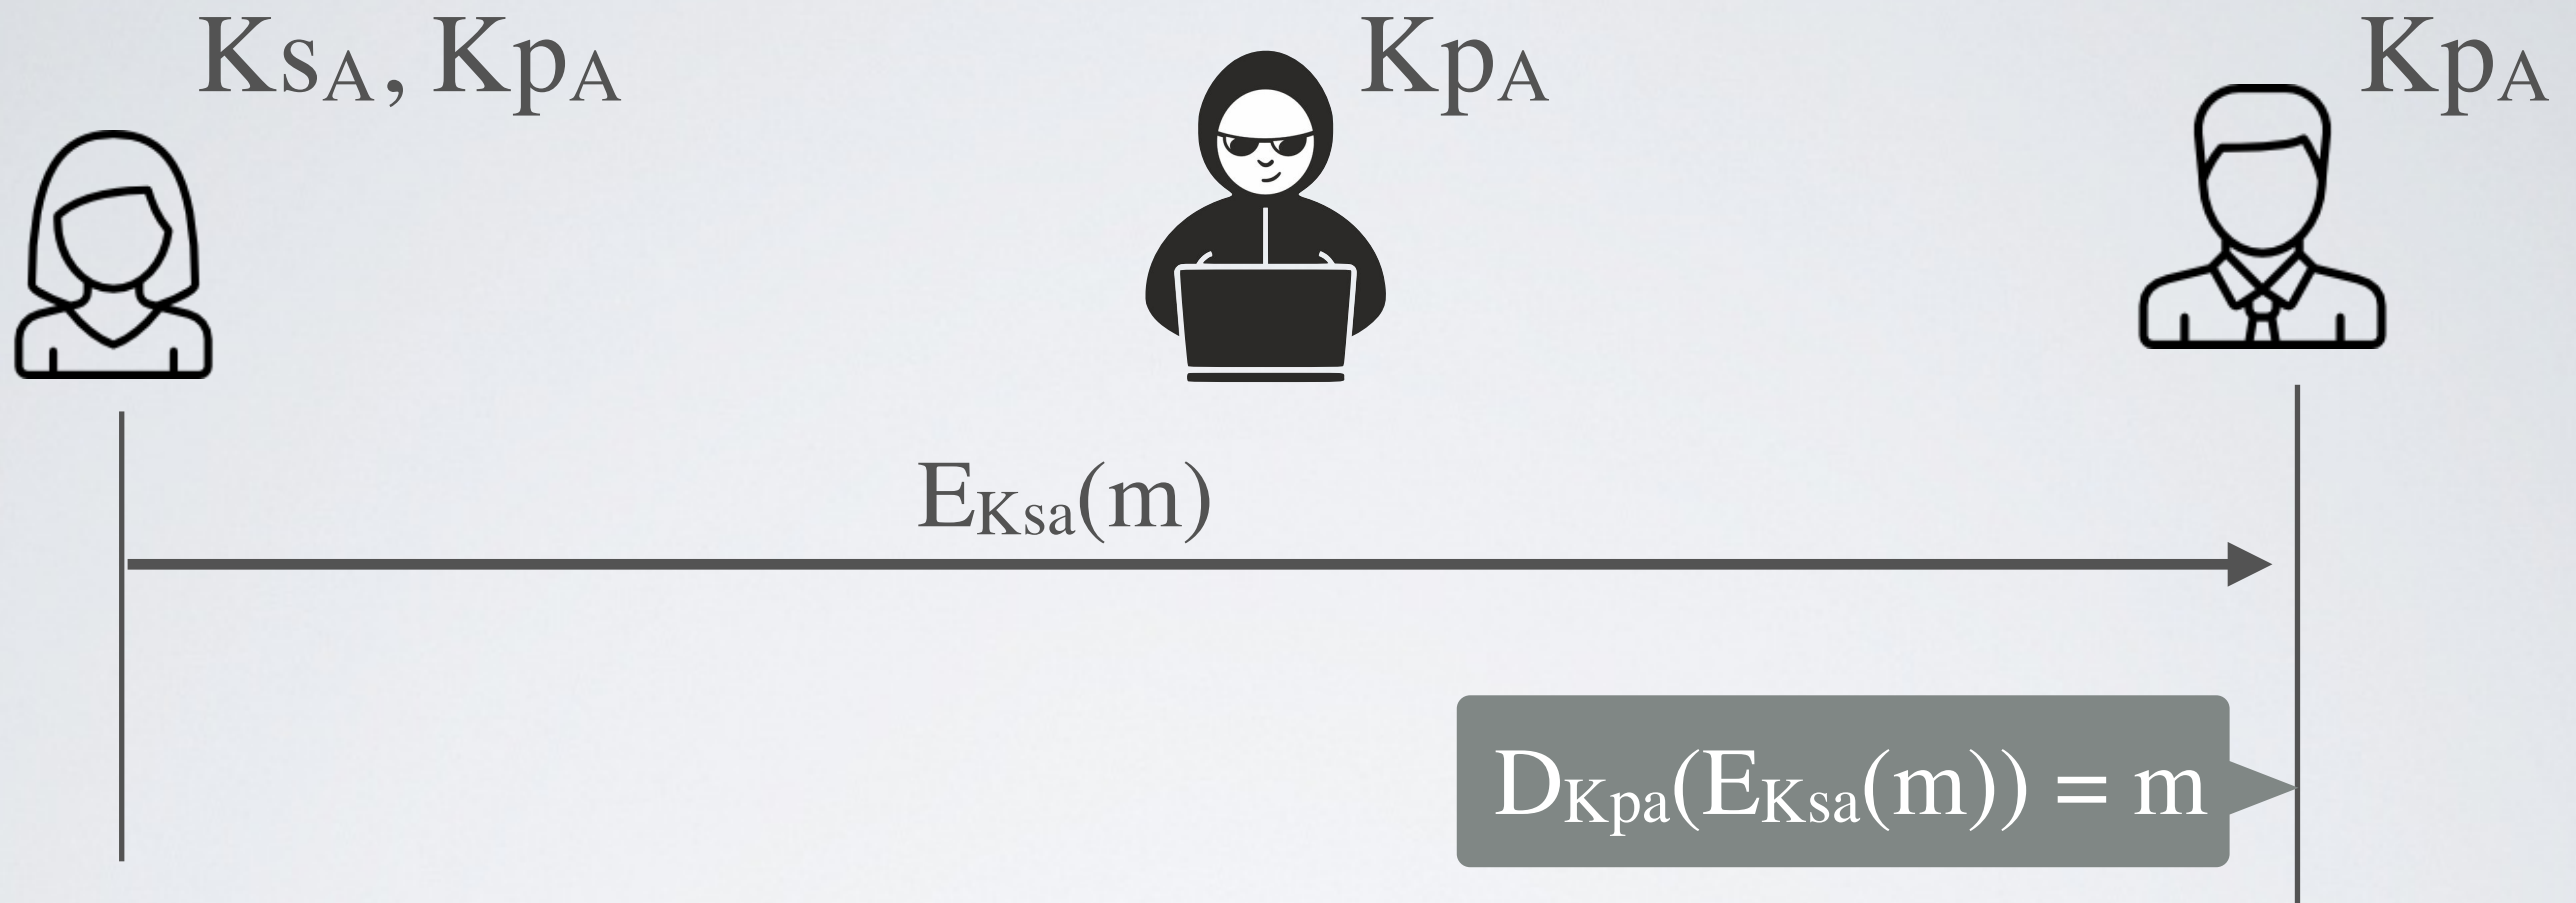 KsA, KpA
KpA
KpA
EKsa(m)
DKpa(EKsa(m)) = m